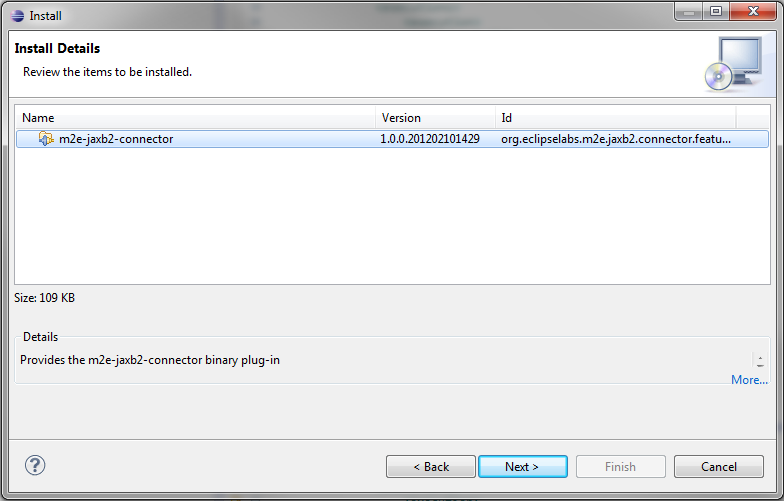 Install
Install Details
Review the items to be installed.
Name Version Id
m2e-jaxb2-connector 1.0.0.201202101429 org.eclipselabs.m2e.jaxb2.connector.featu...
Size: 109 KB
Details
Provides the m2e-jaxb2-connector binary plug-in
More...
? < Back Next > Finish Cancel